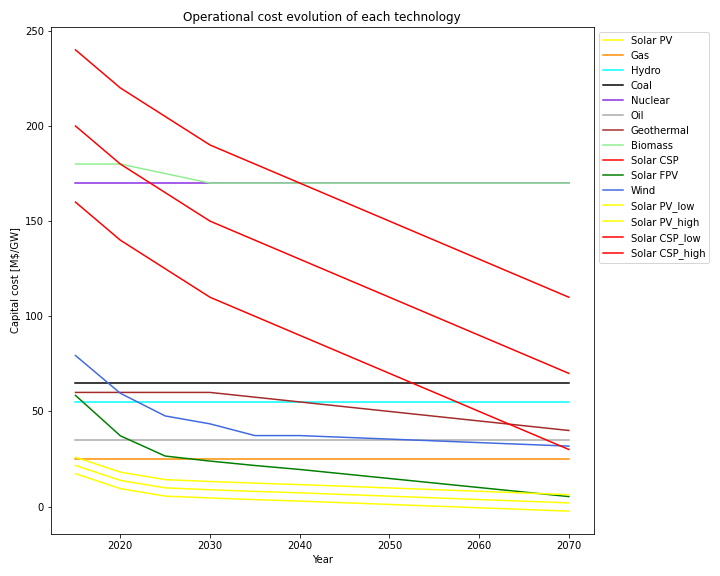 Operational cost evolution of each technology
250
200
150
100
50
0
Capital cost [M$/GW]
2020
2030
2040
2050
2060
2070
Year
Solar PV
Gas
Hydro
Coal
Nuclear
Oil
Geothermal
Biomass
Solar CSP
Solar FPV
Wind
Solar PV_low
Solar PV_high
Solar CSP_low
Solar CSP_high